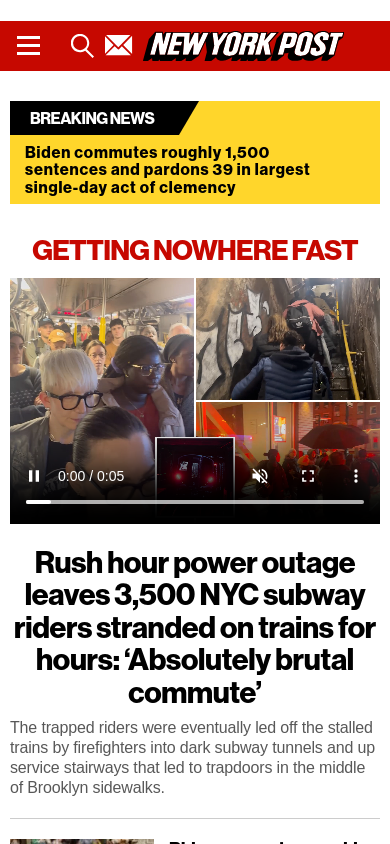 NEW YORK POST
BREAKING NEWS
Biden commutes roughly 1,500
sentences and pardons 39 in largest
single-day act of clemency
GETTING NOWHERE FAST
0:00 / 0:05
Rush hour power outage
leaves 3,500 NYC subway
riders stranded on trains for
hours: ‘Absolutely brutal
commute’
The trapped riders were eventually led off the stalled
trains by firefighters into dark subway tunnels and up
service stairways that led to trapdoors in the middle
of Brooklyn sidewalks.